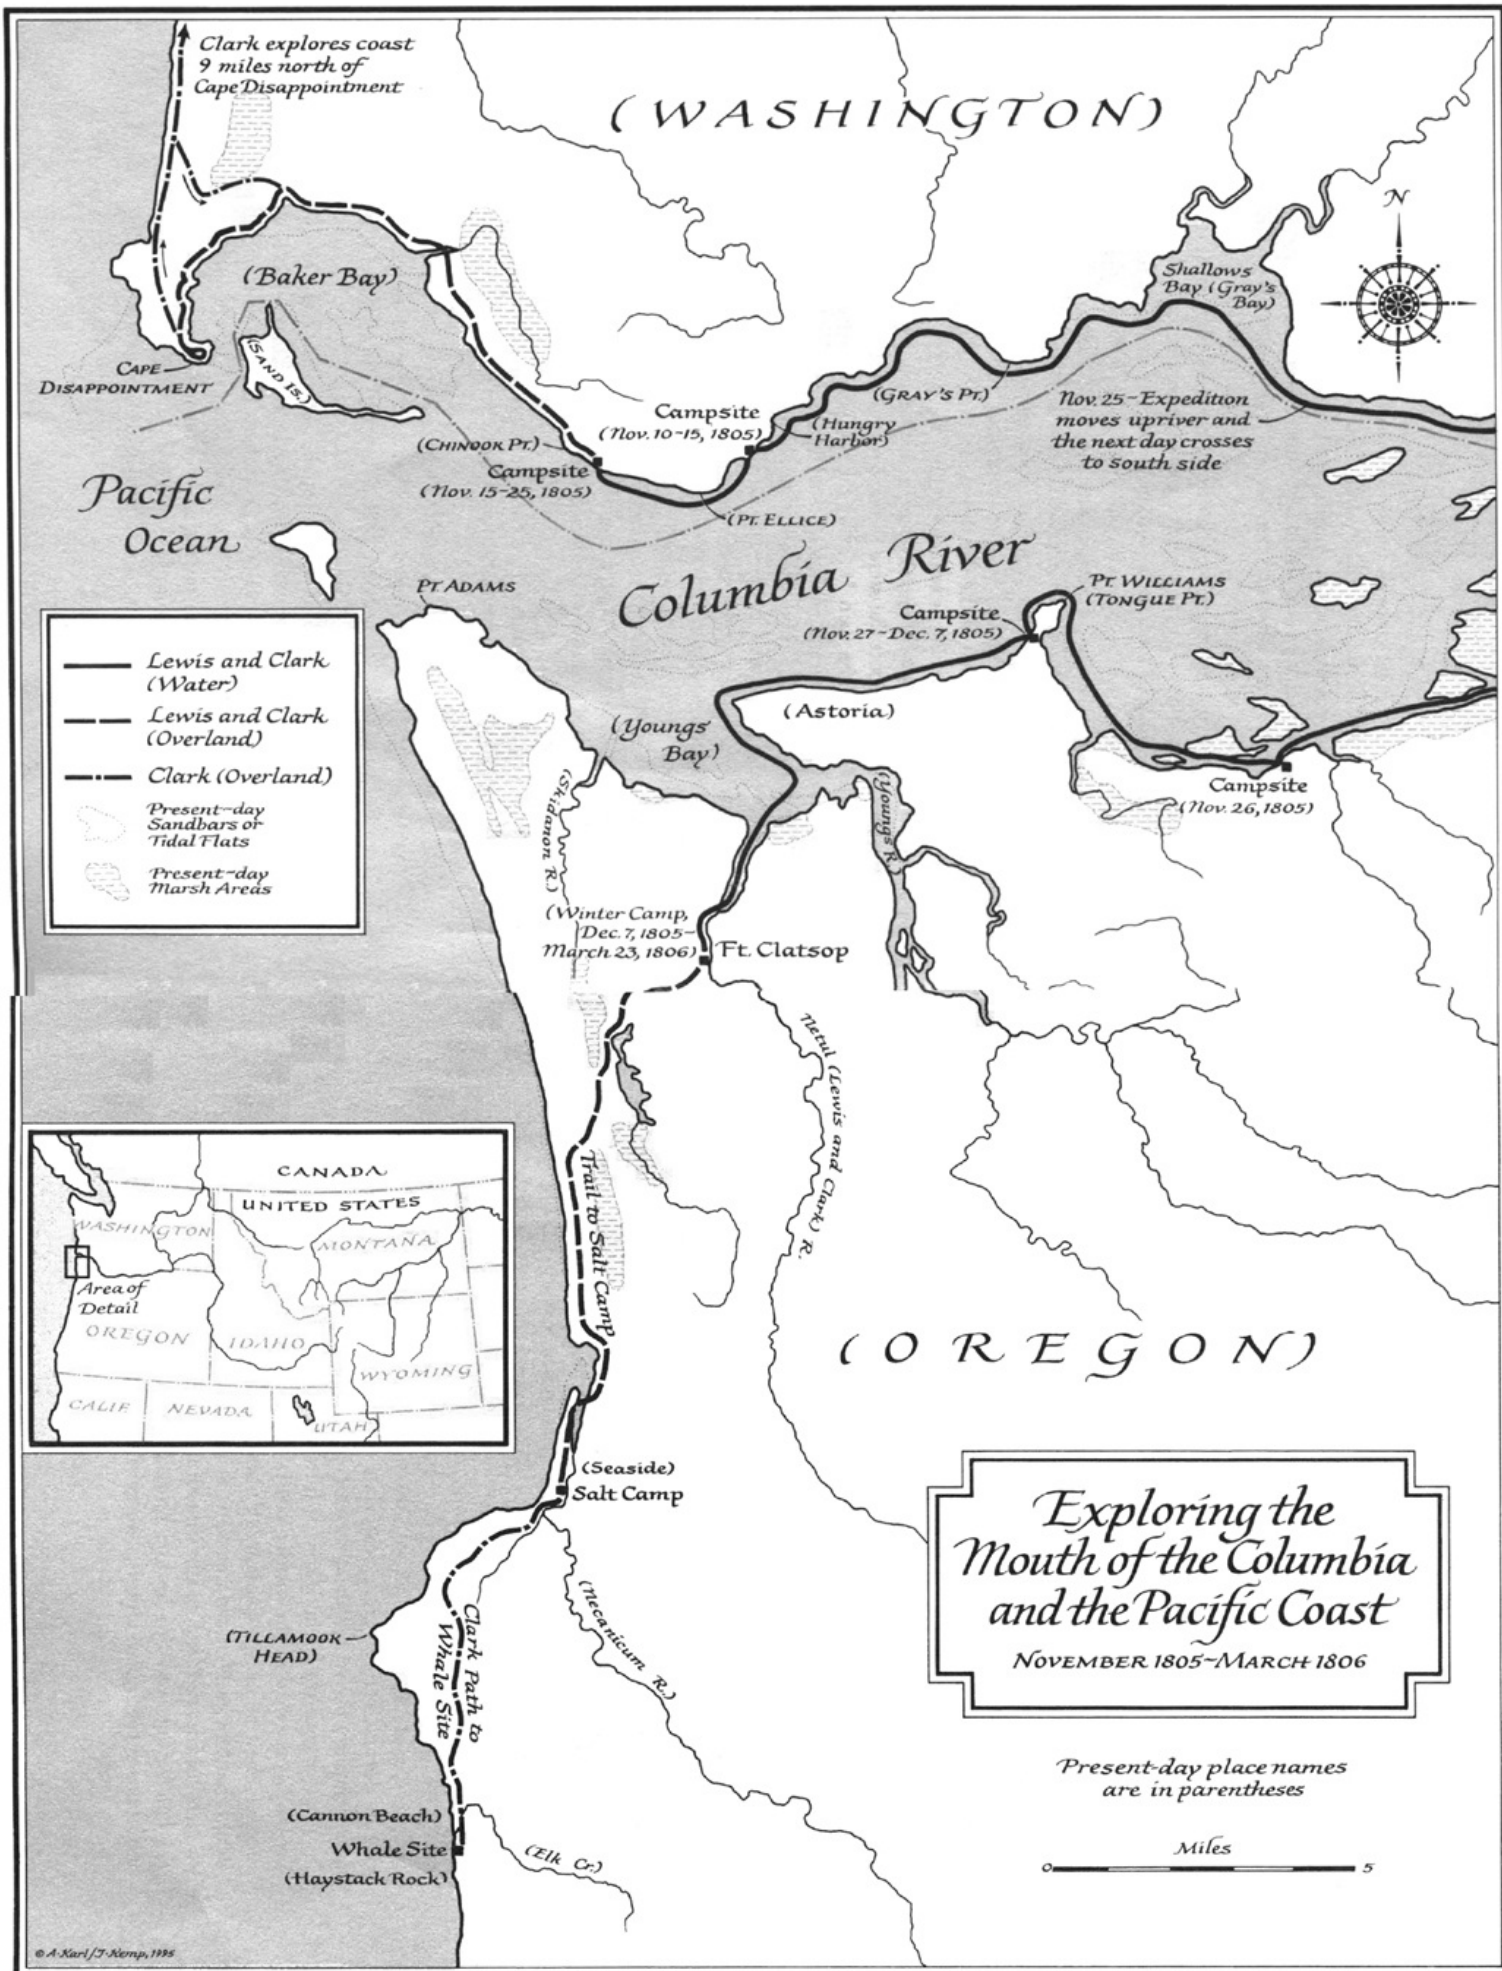 Clark explores coast
9 miles north of
Cape Disappointment
(WASHINGTON)
N
(Baker Bay)
Shallows
Bay (Gray's
Bay)
CAPE
DISAPPOINTMENT
(SAND IS.)
Campsite
(Nov. 10-15, 1805)
(Hungry
Harbor)
(GRAY'S PT.)
Nov. 25-Expedition
moves upriver and
the next day crosses
to south side
(CHINOOK PT.)
Campsite
(Nov. 15-25, 1805)
(PT. ELLICE)
Pacific
Ocean
Columbia River
PT. ADAMS
PT. WILLIAMS
(TONGUE PT.)
Campsite
(Nov. 27-Dec. 7, 1805)
Lewis and Clark
(Water)
Lewis and Clark
(Overland)
Clark (Overland)
Present-day
Sandbars or
Tidal Flats
Present-day
Marsh Areas
(Youngs
Bay)
(Astoria)
(Skidanon R.)
(Youngs R.)
Campsite
(Nov. 26, 1805)
(Winter Camp,
Dec. 7, 1805-
March 23, 1806)
Ft. Clatsop
Netul (Lewis and Clark) R.
Trail to Salt Camp
CANADA
UNITED STATES
WASHINGTON
MONTANA
Area of
Detail
OREGON
IDAHO
WYOMING
CALIF
NEVADA
UTAH
(OREGON)
(Seaside)
Salt Camp
Exploring the
Mouth of the Columbia
and the Pacific Coast
NOVEMBER 1805-MARCH 1806
(Necanicum R.)
(TILLAMOOK
HEAD)
Clark Path to
Whale Site
Present-day place names
are in parentheses
(Cannon Beach)
Whale Site
(Haystack Rock)
(Elk Cr.)
Miles
0 5
© A·Karl/J·Kemp, 1995